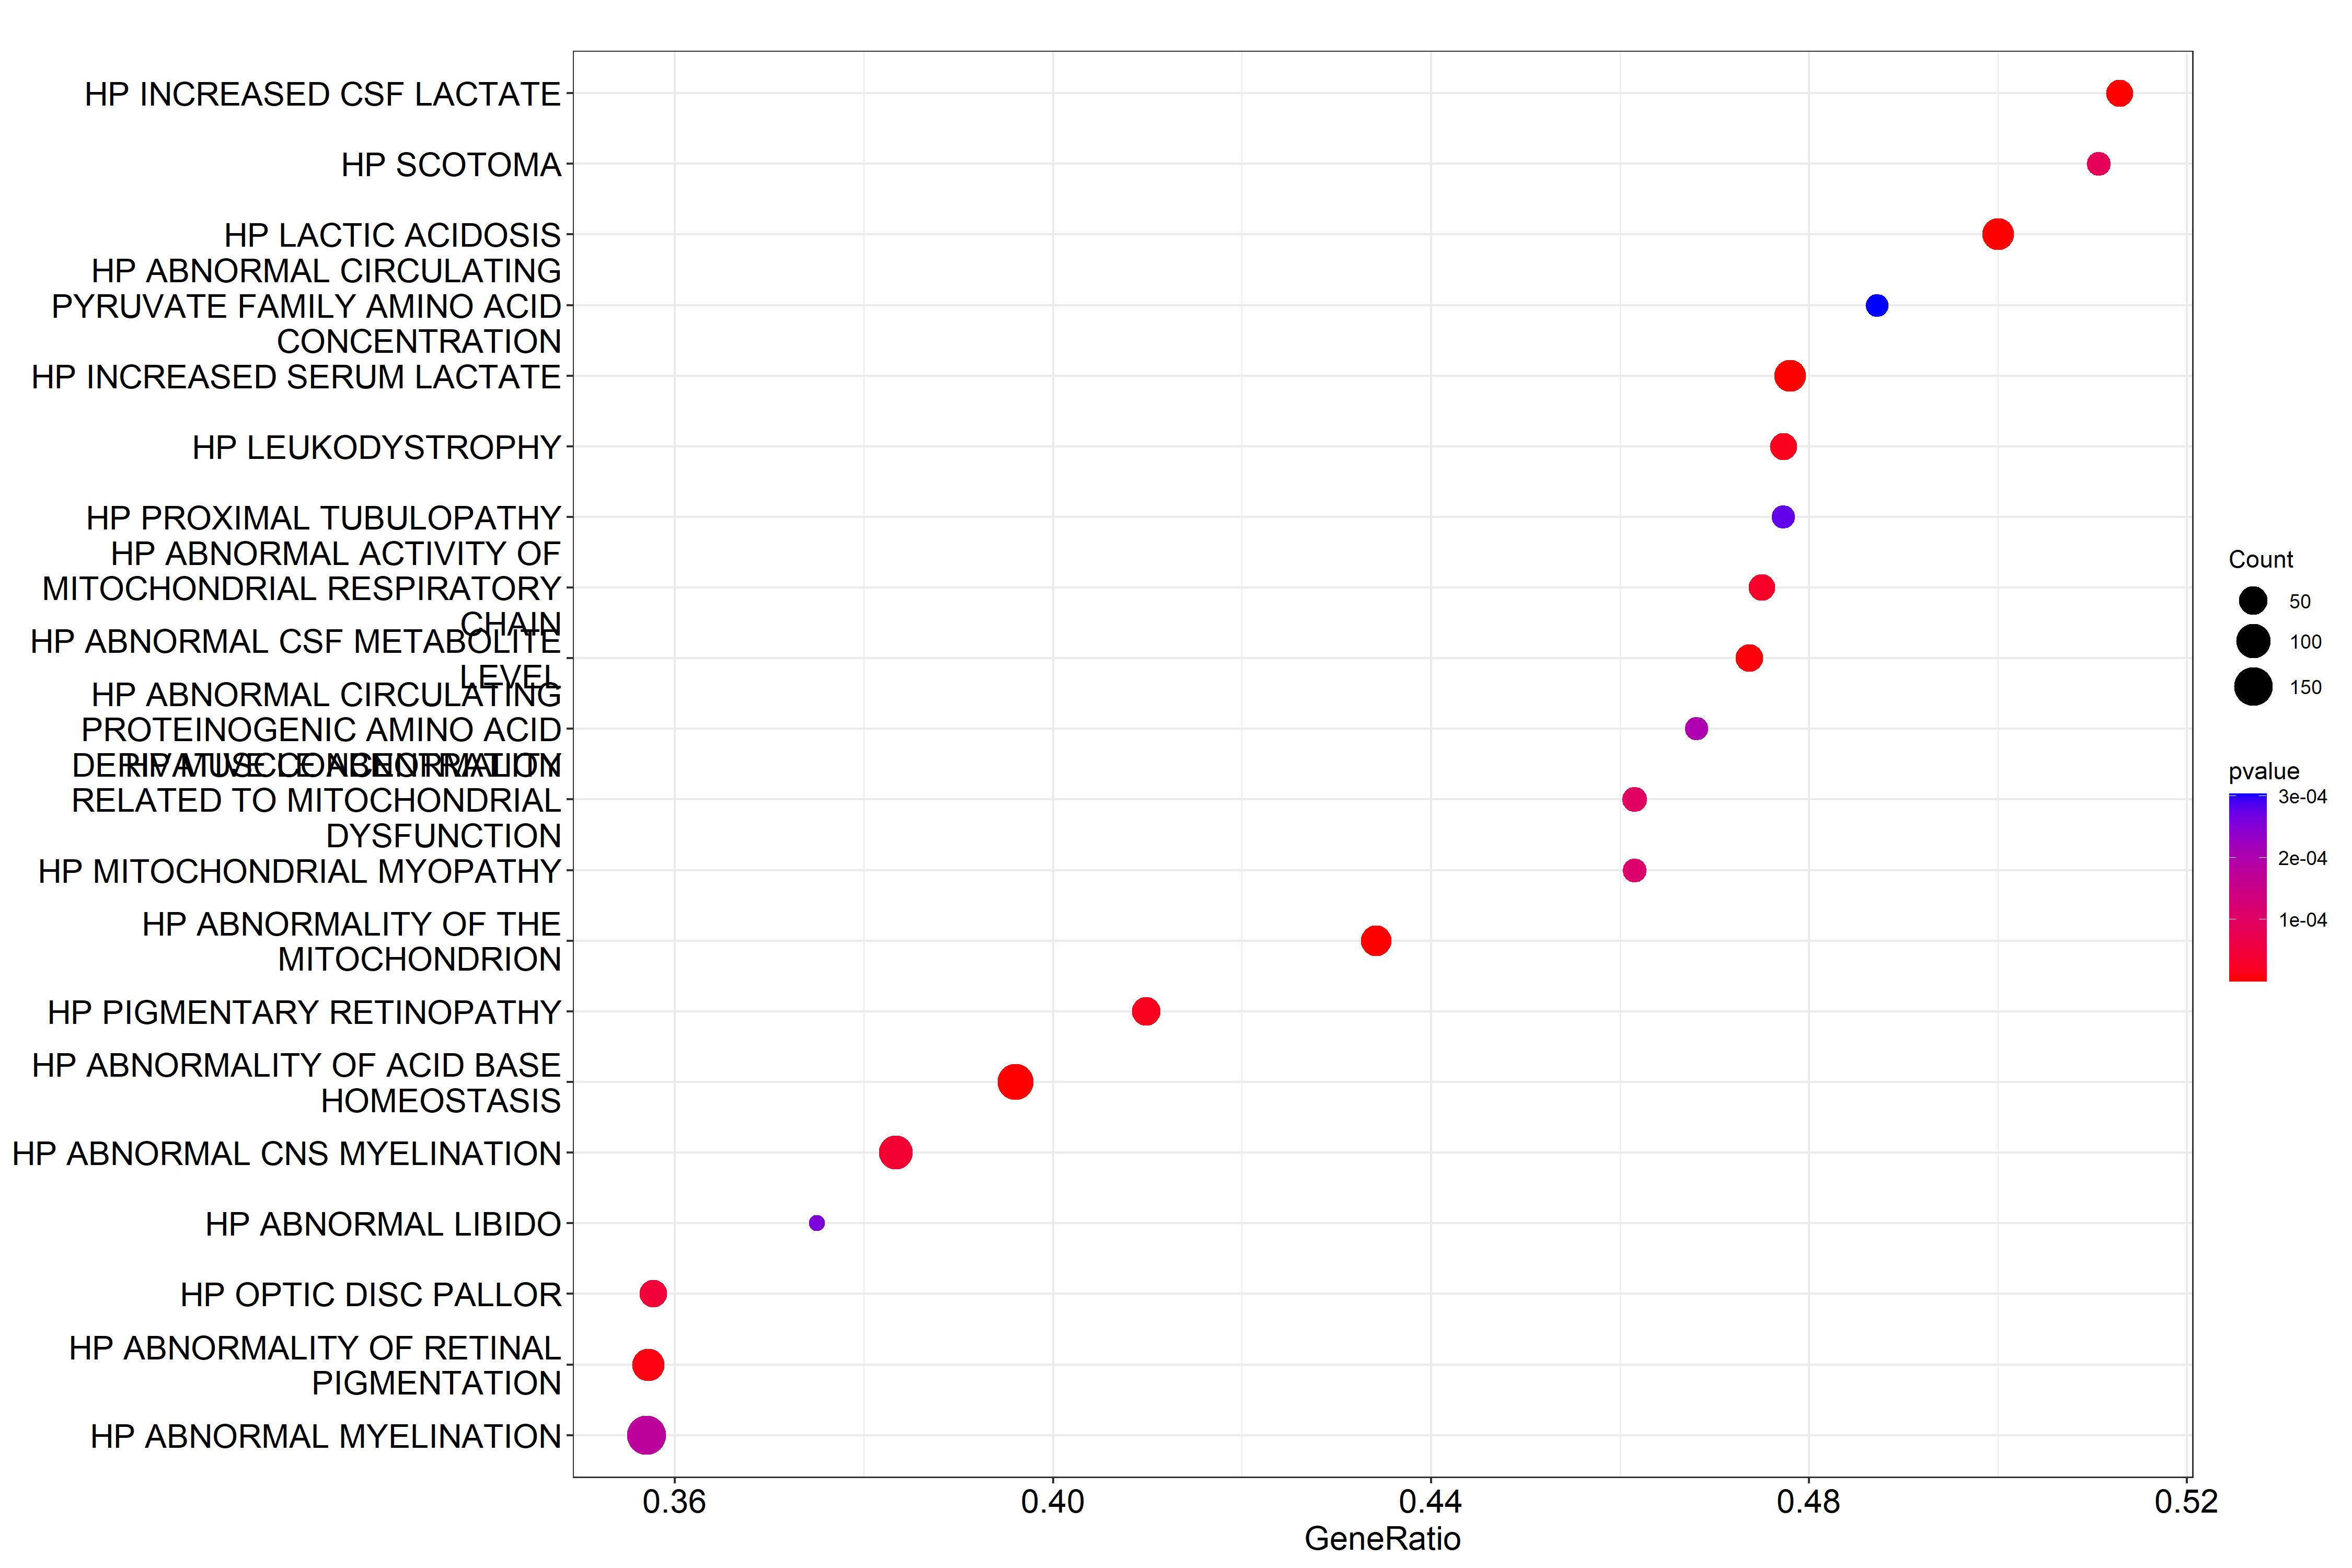 HP INCREASED CSF LACTATE
HP SCOTOMA
HP LACTIC ACIDOSIS
HP ABNORMAL CIRCULATING
PYRUVATE FAMILY AMINO ACID
CONCENTRATION
HP INCREASED SERUM LACTATE
HP LEUKODYSTROPHY
HP PROXIMAL TUBULOPATHY
HP ABNORMAL ACTIVITY OF
MITOCHONDRIAL RESPIRATORY
CHAIN
HP ABNORMAL CSF METABOLITE
LEVEL
HP ABNORMAL CIRCULATING
PROTEINOGENIC AMINO ACID
DERIVATIVE CONCENTRATION
HP MUSCLE ABNORMALITY
RELATED TO MITOCHONDRIAL
DYSFUNCTION
HP MITOCHONDRIAL MYOPATHY
HP ABNORMALITY OF THE
MITOCHONDRION
HP PIGMENTARY RETINOPATHY
HP ABNORMALITY OF ACID BASE
HOMEOSTASIS
HP ABNORMAL CNS MYELINATION
HP ABNORMAL LIBIDO
HP OPTIC DISC PALLOR
HP ABNORMALITY OF RETINAL
PIGMENTATION
HP ABNORMAL MYELINATION
0.36 0.40 0.44 0.48 0.52
GeneRatio
Count
50
100
150
pvalue
3e-04
2e-04
1e-04